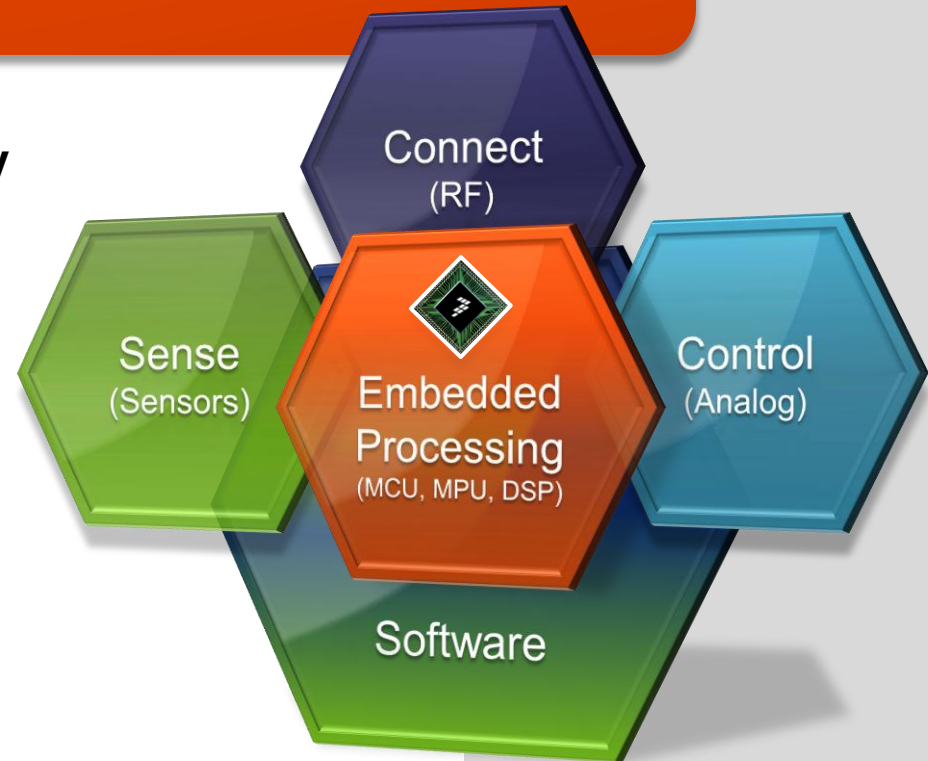 Connect
(RF)
Sense
(Sensors)
Embedded
Processing
(MCU, MPU, DSP)
Control
(Analog)
Software